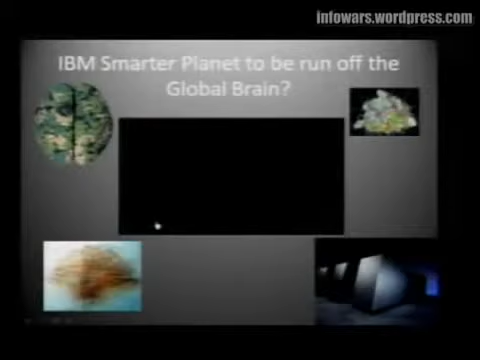 infowars.wordpress.com
IBM Smarter Planet to be run off the
Global Brain?